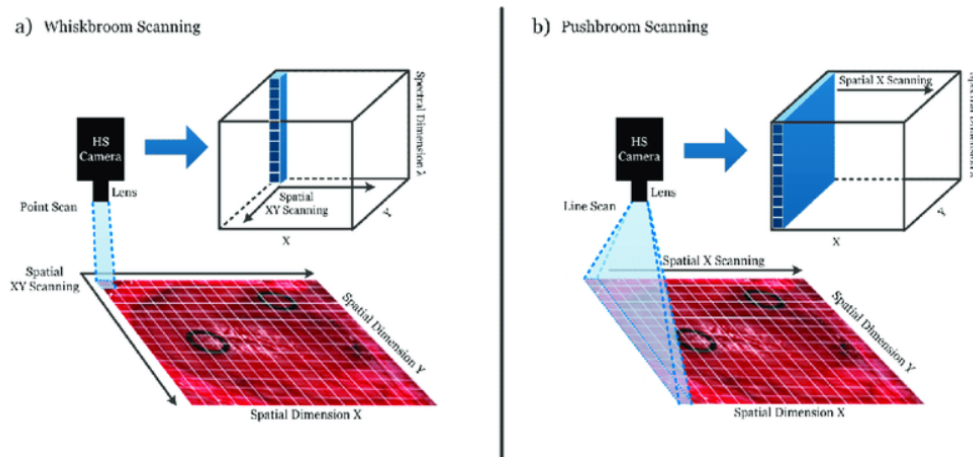 a) Whiskbroom Scanning
HS
Camera
Lens
Point Scan
Spatial
XY Scanning
X
Y
Spectral Dimension λ
Spatial
XY Scanning
Spatial Dimension Y
Spatial Dimension X
b) Pushbroom Scanning
HS
Camera
Lens
Line Scan
Spatial X Scanning
X
Y
Spatial X Scanning
Spatial Dimension Y
Spatial Dimension X